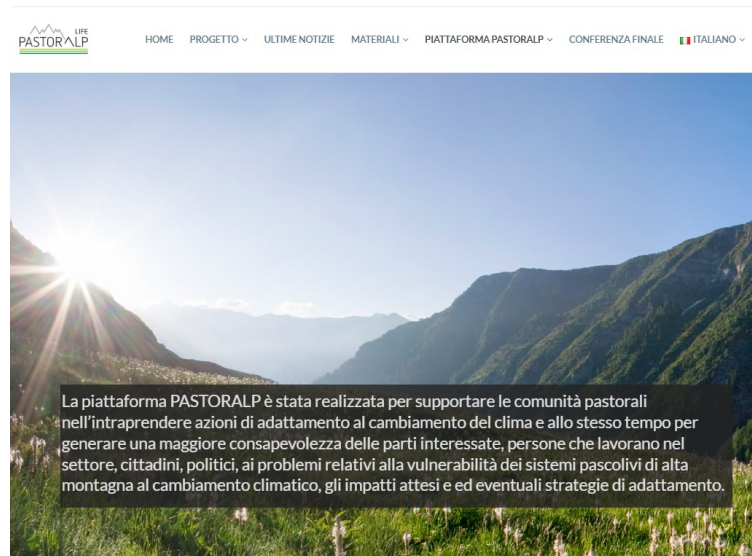 LIFE
PASTORALP
HOME PROGETTO ULTIME NOTIZIE MATERIALI PIATTAFORMA PASTORALP CONFERENZA FINALE ITALIANO
La piattaforma PASTORALP è stata realizzata per supportare le comunità pastorali
nell'intraprendere azioni di adattamento al cambiamento del clima e allo stesso tempo per
generare una maggiore consapevolezza delle parti interessate, persone che lavorano nel
settore, cittadini, politici, ai problemi relativi alla vulnerabilità dei sistemi pascolivi di alta
montagna al cambiamento climatico, gli impatti attesi e ed eventuali strategie di adattamento.